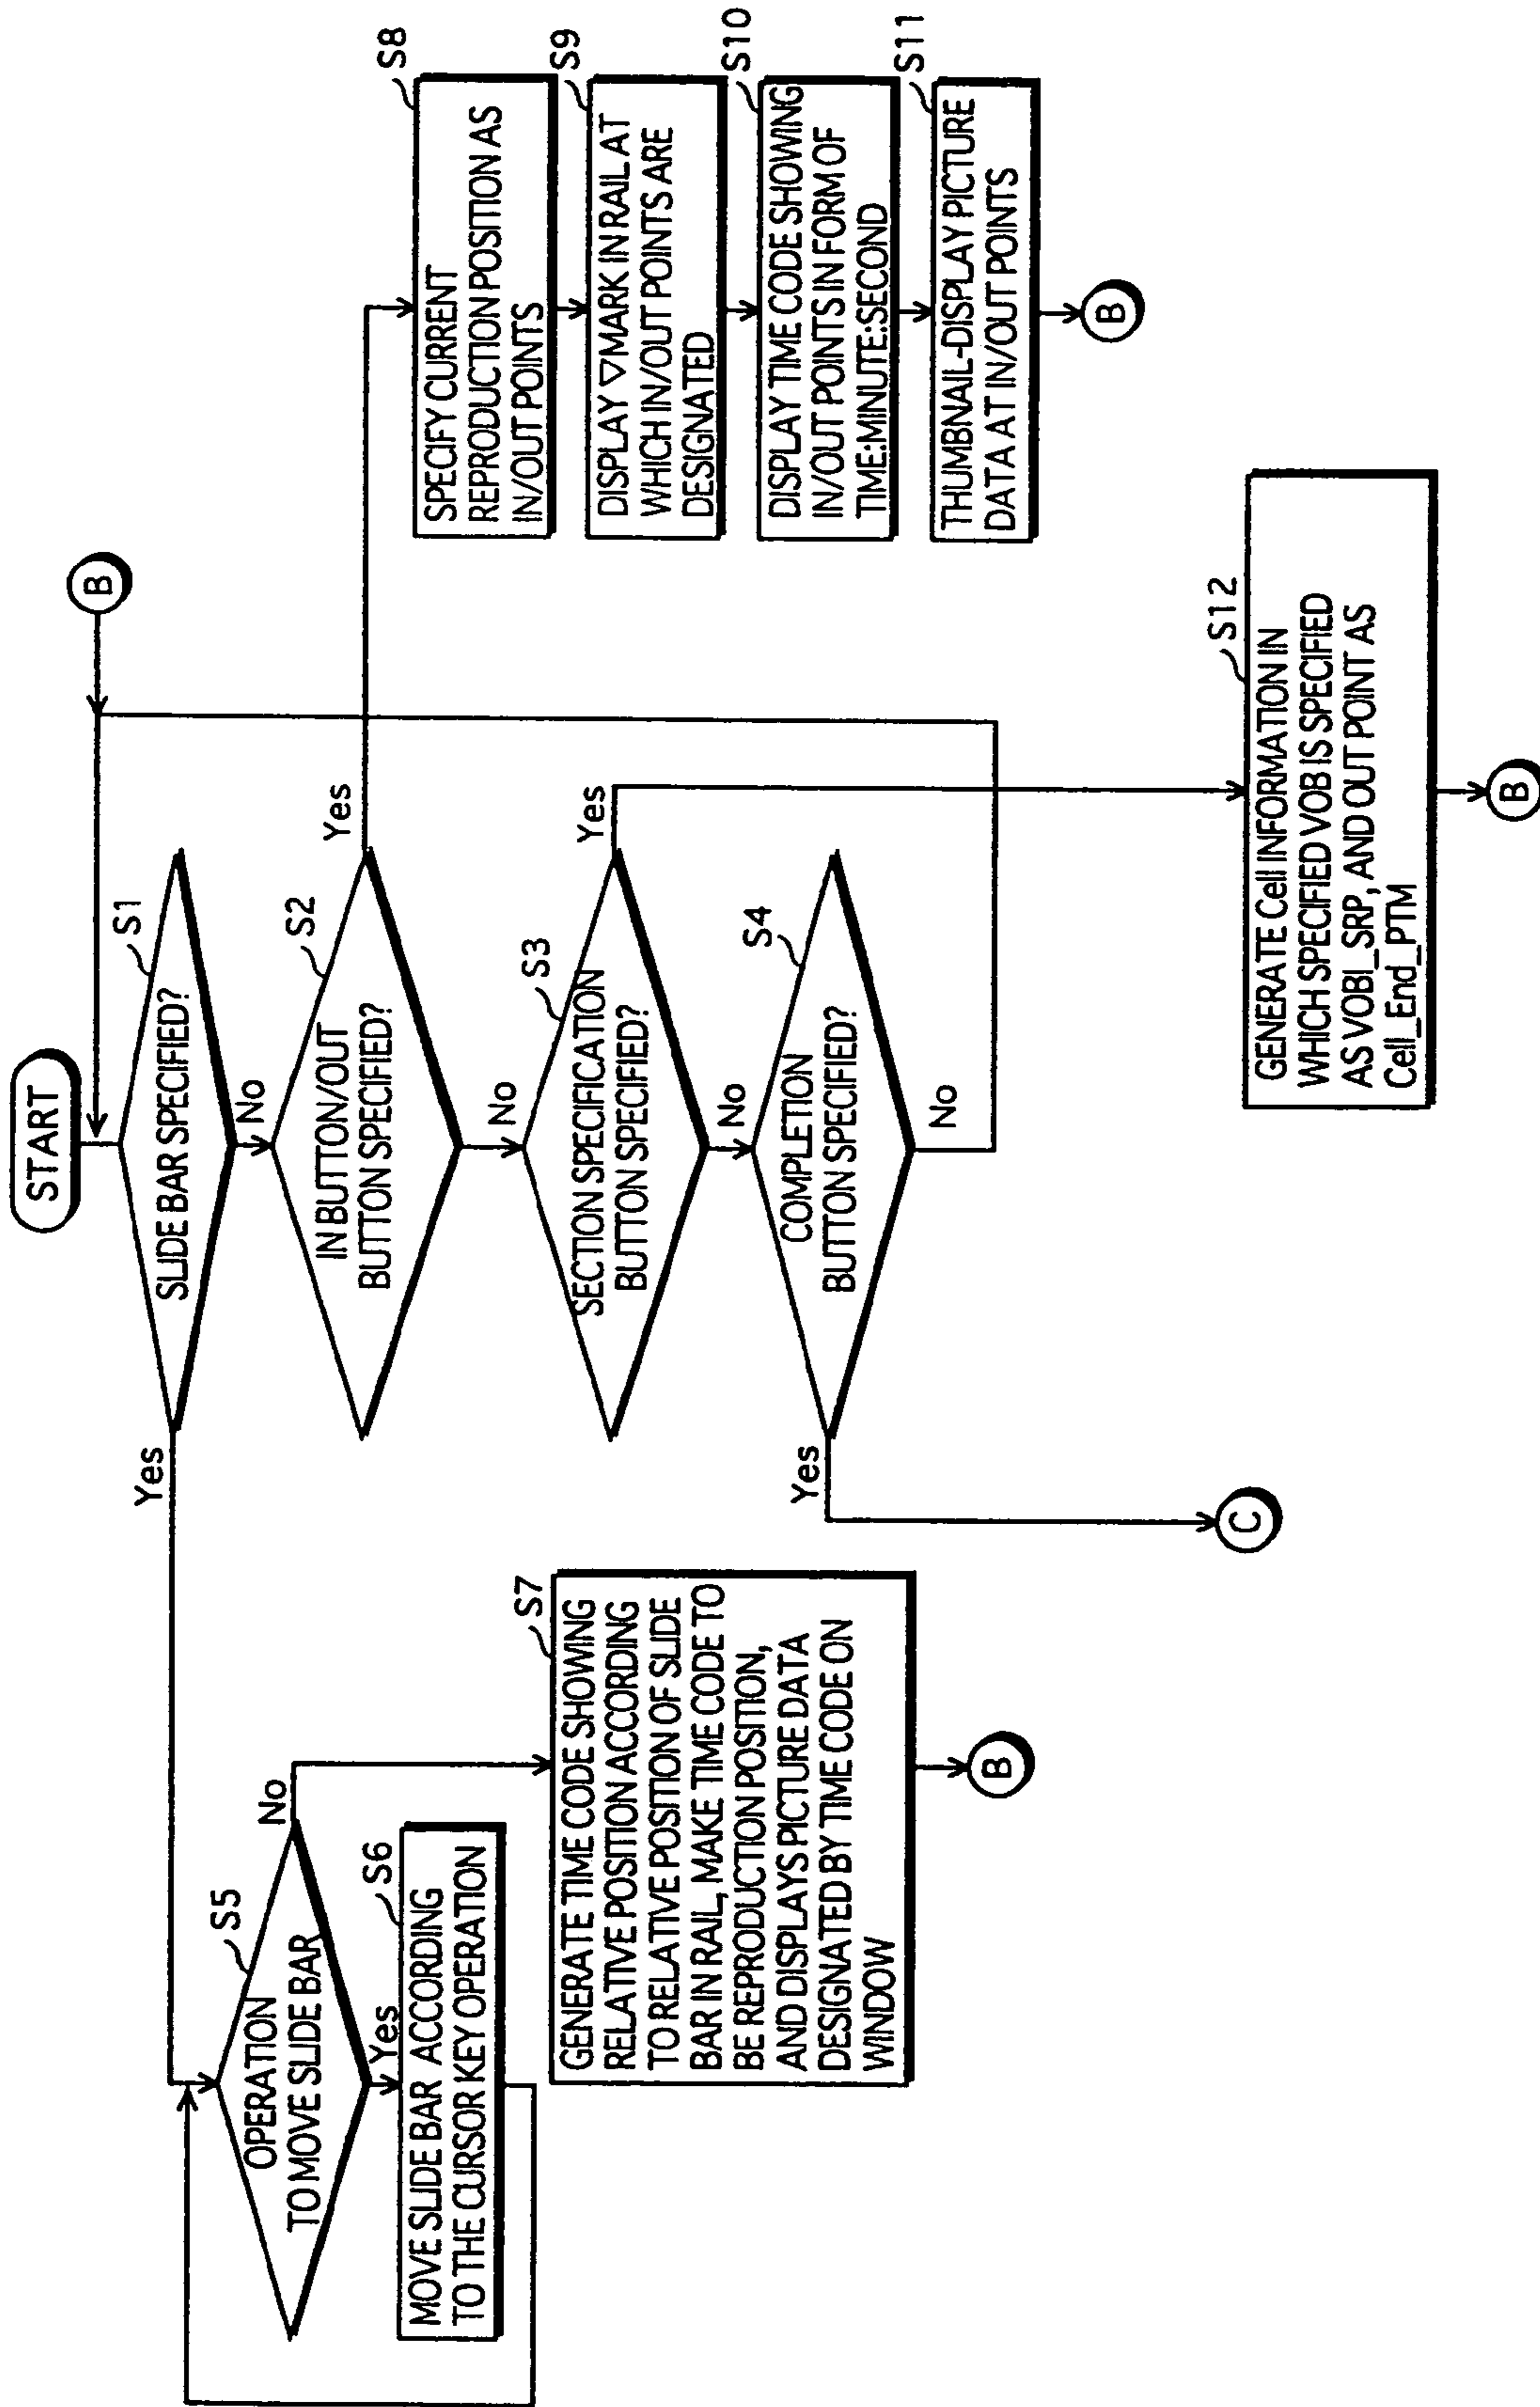 START
B
S1
SLIDE BAR SPECIFIED?
Yes
No
S2
IN BUTTON/OUT
BUTTON SPECIFIED?
Yes
No
S3
SECTION SPECIFICATION
BUTTON SPECIFIED?
Yes
No
S4
COMPLETION
BUTTON SPECIFIED?
Yes
No
C
S5
OPERATION
TO MOVE SLIDE BAR
No
Yes
S6
MOVE SLIDE BAR ACCORDING
TO THE CURSOR KEY OPERATION
S7
GENERATE TIME CODE SHOWING
RELATIVE POSITION ACCORDING
TO RELATIVE POSITION OF SLIDE
BAR IN RAIL, MAKE TIME CODE TO
BE REPRODUCTION POSITION,
AND DISPLAYS PICTURE DATA
DESIGNATED BY TIME CODE ON
WINDOW
B
S8
SPECIFY CURRENT
REPRODUCTION POSITION AS
IN/OUT POINTS
S9
DISPLAY ▽MARK IN RAIL AT
WHICH IN/OUT POINTS ARE
DESIGNATED
S10
DISPLAY TIME CODE SHOWING
IN/OUT POINTS IN FORM OF
TIME:MINUTE:SECOND
S11
THUMBNAIL-DISPLAY PICTURE
DATA AT IN/OUT POINTS
B
S12
GENERATE Cell INFORMATION IN
WHICH SPECIFIED VOB IS SPECIFIED
AS VOBI_SRP, AND OUT POINT AS
Cell_End_PTM
B